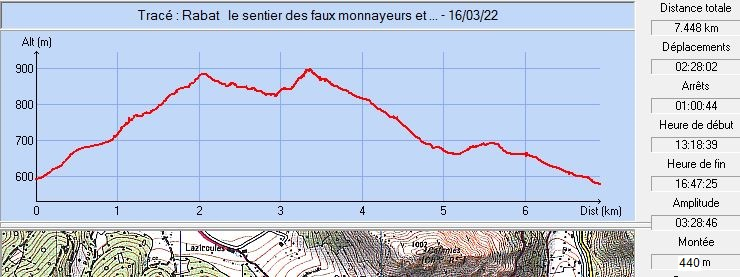 Tracé : Rabat le sentier des faux monnayeurs et ... - 16/03/22
Alt (m)
900
800
700
600
0 1 2 3 4 5 6 Dist (km)
Distance totale
7.448 km
Déplacements
02:28:02
Arrêts
01:00:44
Heure de début
13:18:39
Heure de fin
16:47:25
Amplitude
03:28:46
Montée
440 m
Laziroulès
1002